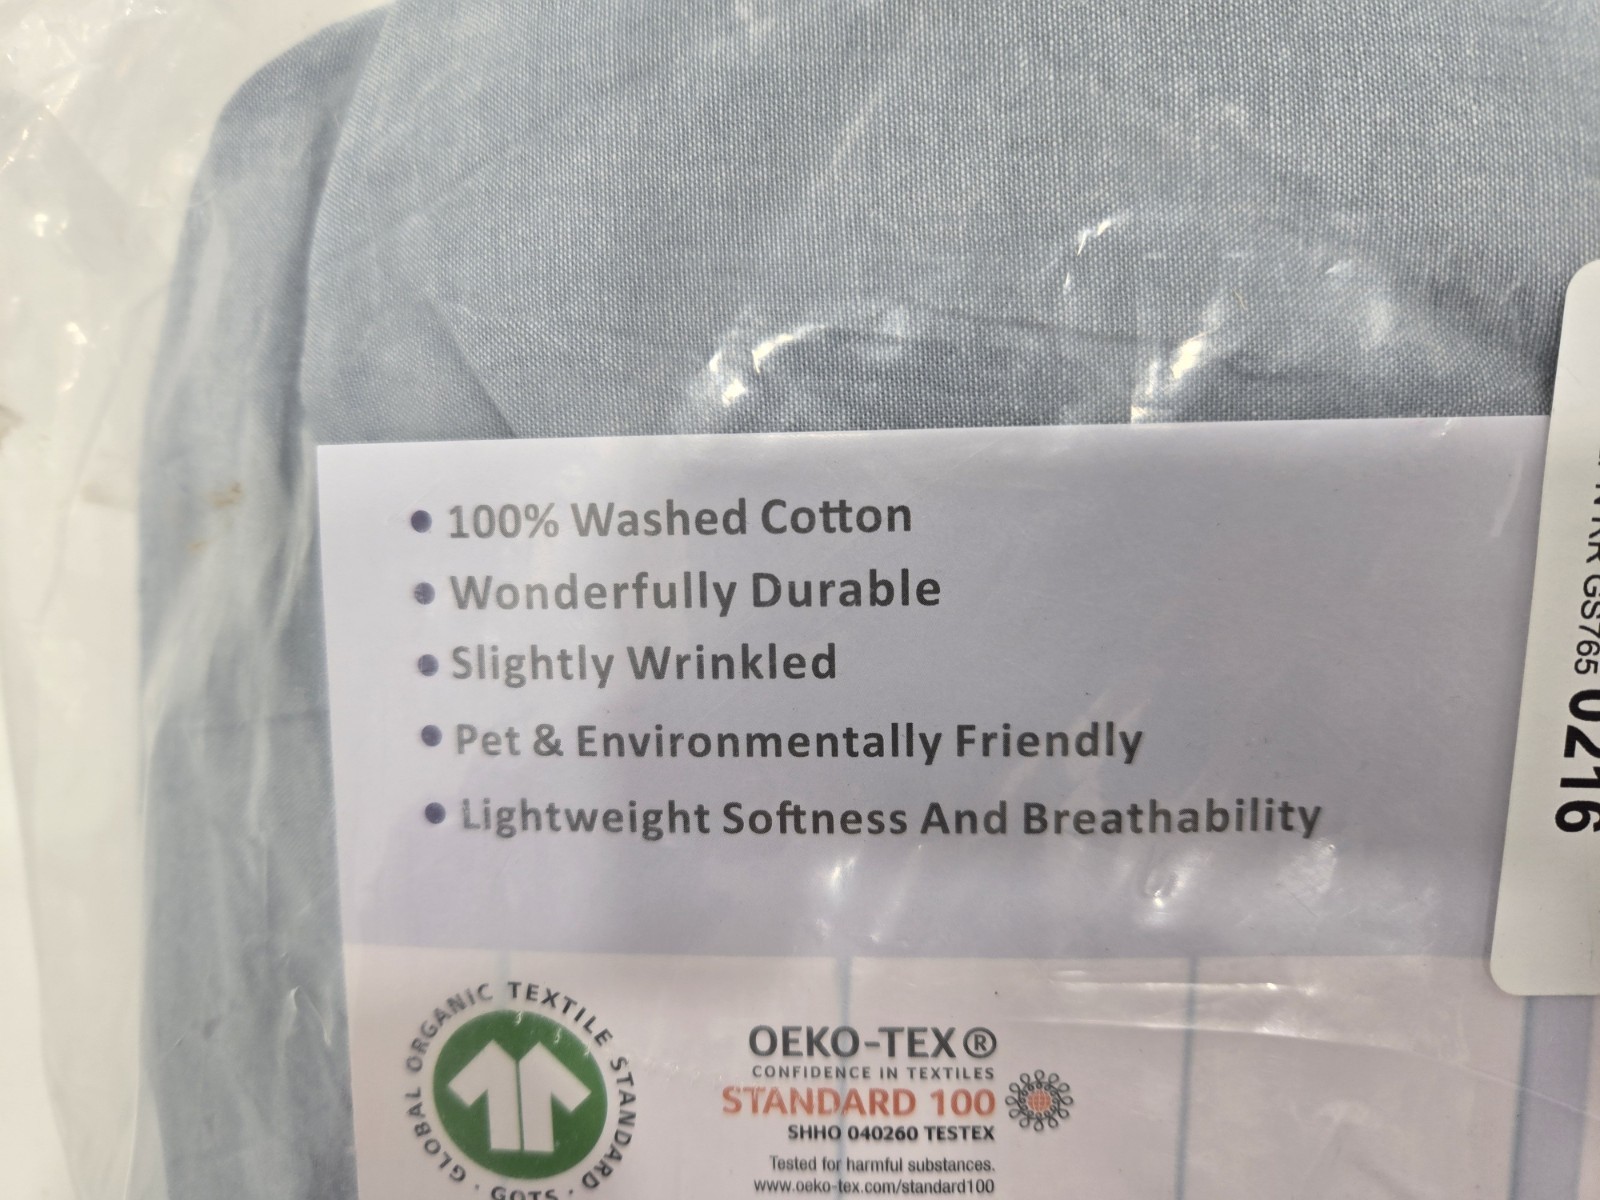 • 100% Washed Cotton
• Wonderfully Durable
• Slightly Wrinkled
• Pet & Environmentally Friendly
• Lightweight Softness And Breathability
GLOBAL ORGANIC TEXTILE STANDARD · GOTS ·
OEKO-TEX®
CONFIDENCE IN TEXTILES
STANDARD 100
SHHO 040260 TESTEX
Tested for harmful substances.
www.oeko-tex.com/standard100
GS765 0216